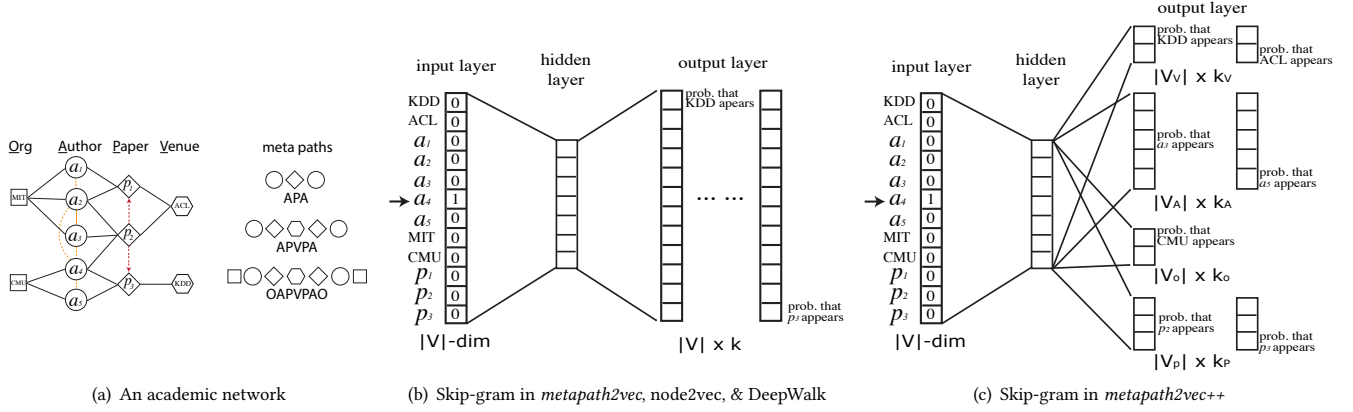 Org Author Paper Venue
MIT
CMU
a1
a2
a3
a4
a5
p1
p2
p3
ACL
KDD
meta paths
APA
APVPA
OAPVPAO
(a) An academic network
input layer
hidden
layer
output layer
KDD 0
ACL 0
a1 0
a2 0
a3 0
a4 1
a5 0
MIT 0
CMU 0
p1 0
p2 0
p3 0
|V|-dim
prob. that
KDD apears
... ...
prob. that
p3 appears
|V| x k
(b) Skip-gram in metapath2vec, node2vec, & DeepWalk
input layer
hidden
layer
output layer
KDD 0
ACL 0
a1 0
a2 0
a3 0
a4 1
a5 0
MIT 0
CMU 0
p1 0
p2 0
p3 0
|V|-dim
prob. that
KDD appears
prob. that
ACL appears
|VV| x kV
prob. that
a3 appears
prob. that
a5 appears
|VA| x kA
prob. that
CMU appears
|Vo| x ko
prob. that
p2 appears
prob. that
p3 appears
|Vp| x kP
(c) Skip-gram in metapath2vec++